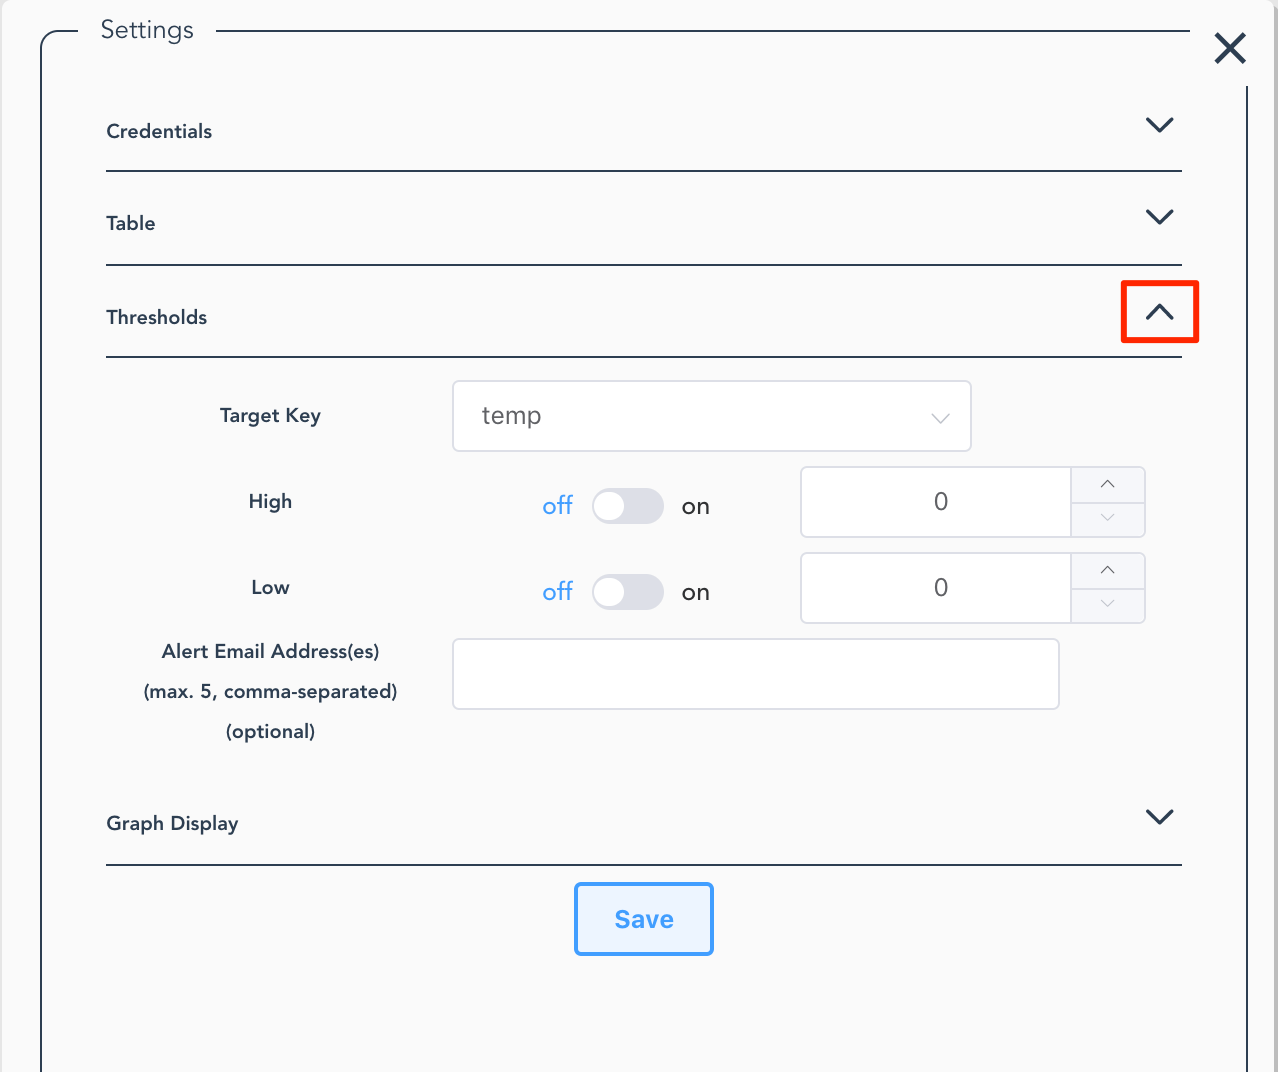 Settings
Credentials
Table
Thresholds
Target Key temp
High off on 0
Low off on 0
Alert Email Address(es)
(max. 5, comma-separated)
(optional)
Graph Display
Save